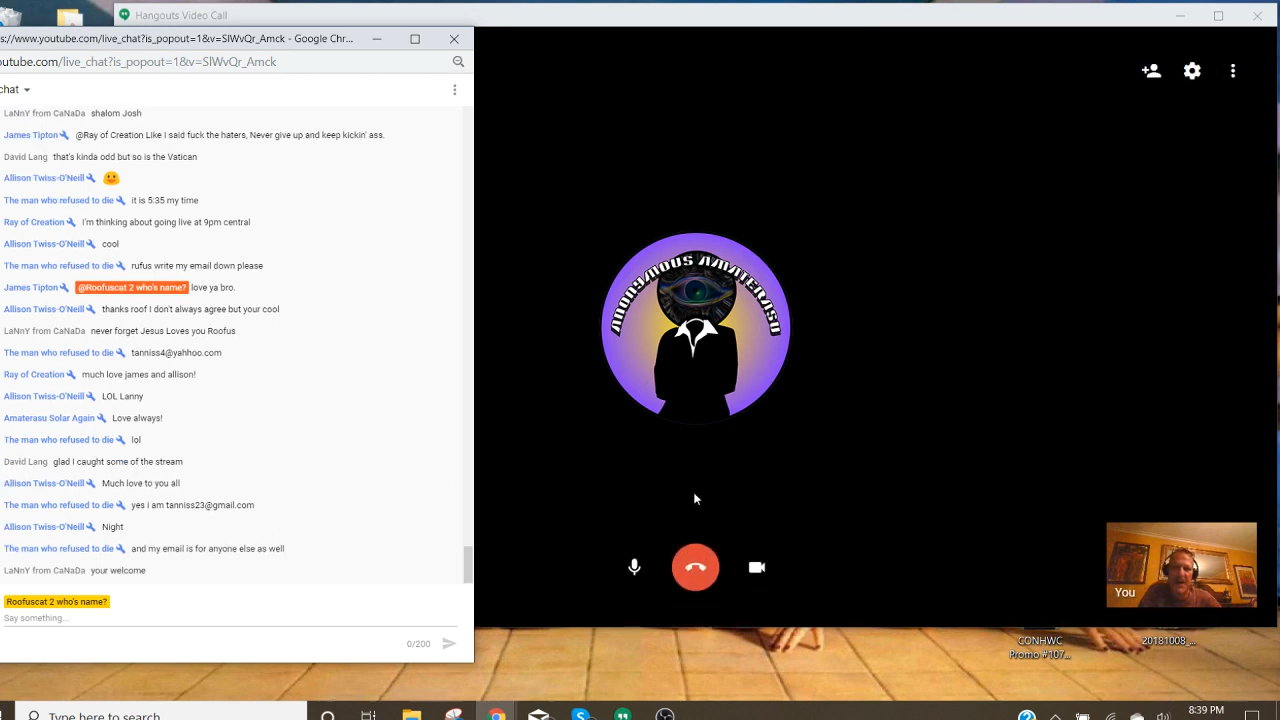 Hangouts Video Call
s://www.youtube.com/live_chat?is_popout=1&v=SlWvQr_Amck - Google Chr...
utube.com/live_chat?is_popout=1&v=SlWvQr_Amck
chat
LaNnY from CaNaDa shalom Josh
James Tipton @Ray of Creation LIke I said fuck the haters, Never give up and keep kickin' ass.
David Lang that's kinda odd but so is the Vatican
Allison Twiss-O'Neill
The man who refused to die it is 5:35 my time
Ray of Creation I'm thinking about going live at 9pm central
Allison Twiss-O'Neill cool
The man who refused to die rufus write my email down please
James Tipton @Roofuscat 2 who's name? love ya bro.
Allison Twiss-O'Neill thanks roof I don't always agree but your cool
LaNnY from CaNaDa never forget Jesus Loves you Roofus
The man who refused to die tanniss4@yahhoo.com
Ray of Creation much love james and allison!
Allison Twiss-O'Neill LOL Lanny
Amaterasu Solar Again Love always!
The man who refused to die lol
David Lang glad I caught some of the stream
Allison Twiss-O'Neill Much love to you all
The man who refused to die yes i am tanniss23@gmail.com
Allison Twiss-O'Neill Night
The man who refused to die and my email is for anyone else as well
LaNnY from CaNaDa your welcome
Roofuscat 2 who's name?
Say something...
0/200
ANONYMOUS AMATERASU
You
CONHWC
Promo #107...
20181008_...
Type here to search
8:39 PM